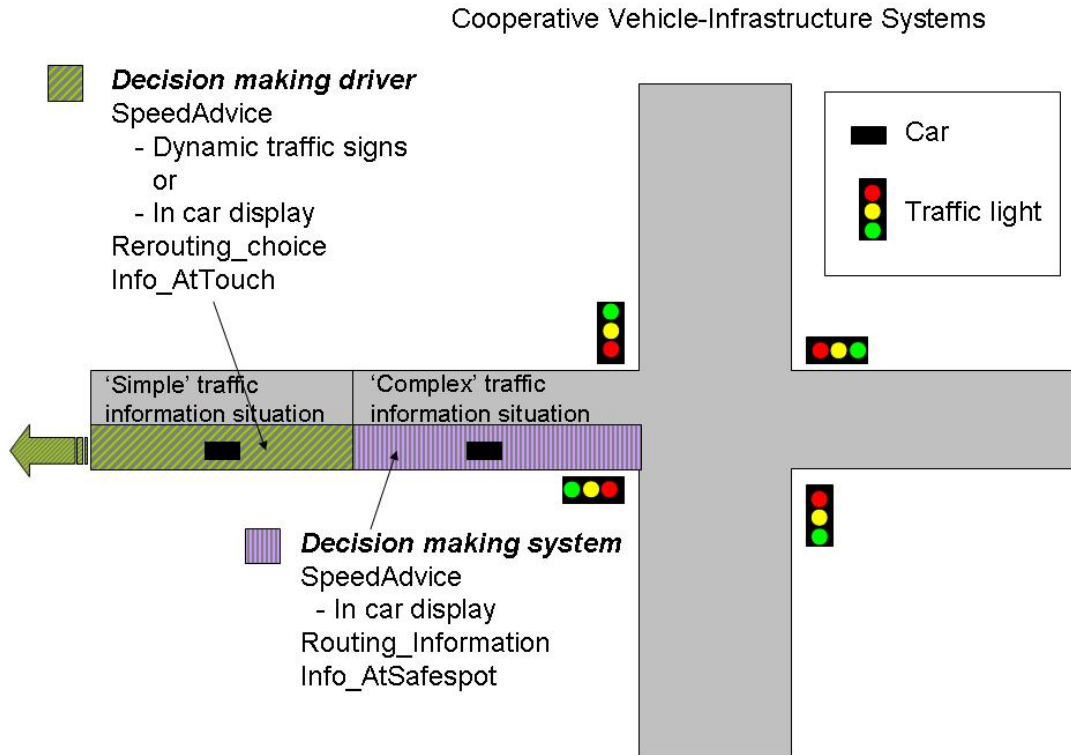 Cooperative Vehicle-Infrastructure Systems
Decision making driver
SpeedAdvice
- Dynamic traffic signs
or
- In car display
Rerouting_choice
Info_AtTouch
Car
Traffic light
‘Simple’ traffic
information situation
‘Complex’ traffic
information situation
Decision making system
SpeedAdvice
- In car display
Routing_Information
Info_AtSafespot